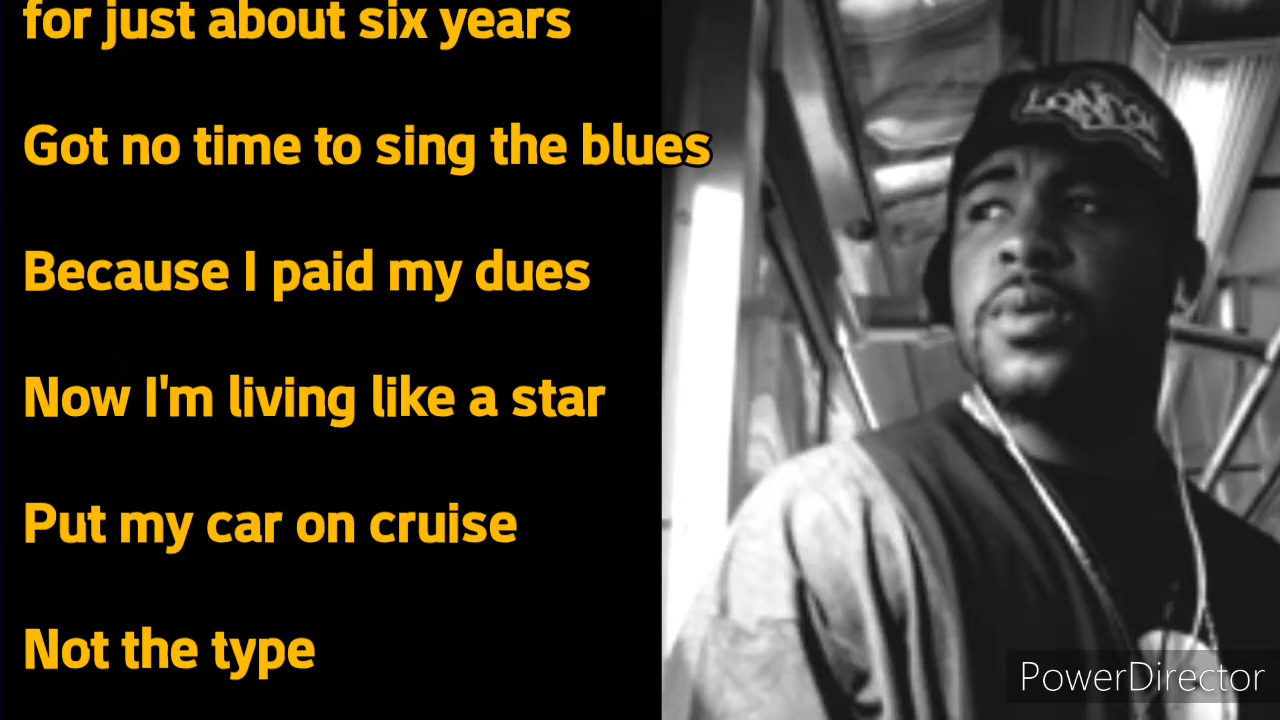 for just about six years
Got no time to sing the blues
Because I paid my dues
Now I'm living like a star
Put my car on cruise
Not the type
LONDON
PowerDirector